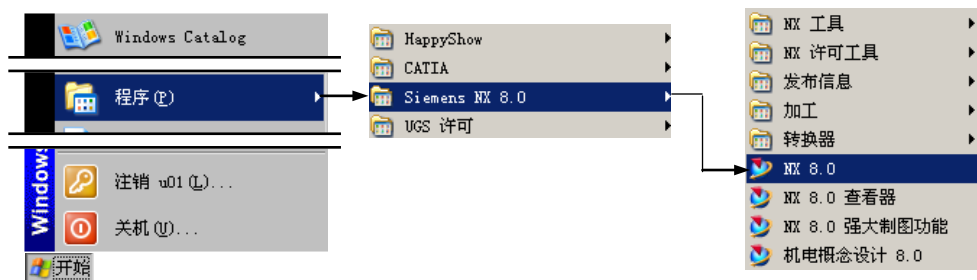 Windows Catalog
程序(P)
注销 u01(L)...
关机(U)...
Windows
开始
HappyShow
CATIA
Siemens NX 8.0
UGS 许可
NX 工具
NX 许可工具
发布信息
加工
转换器
NX 8.0
NX 8.0 查看器
NX 8.0 强大制图功能
机电概念设计 8.0